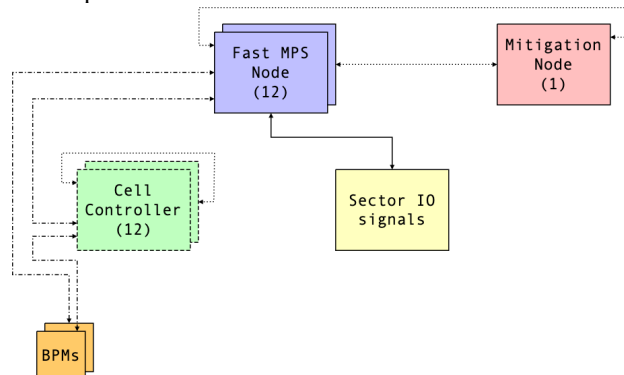 Fast MPS
Node
(12)
Mitigation
Node
(1)
Cell
Controller
(12)
Sector IO
signals
BPMs